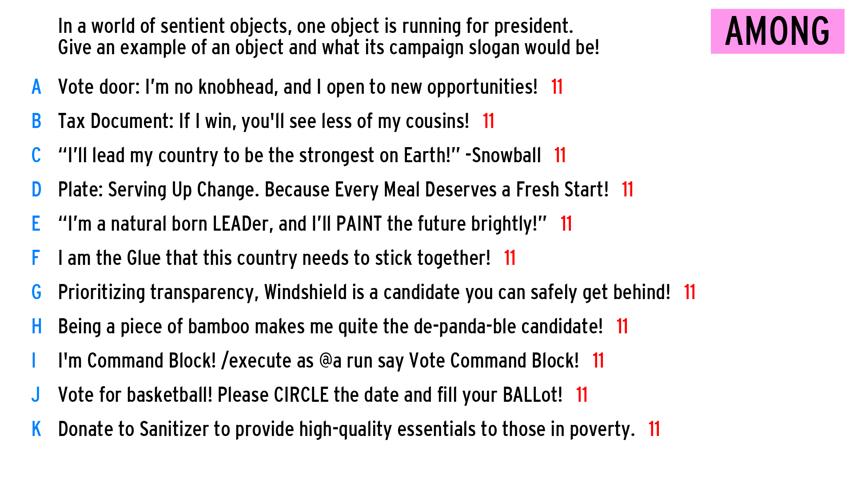 In a world of sentient objects, one object is running for president.
Give an example of an object and what its campaign slogan would be!
AMONG
A Vote door: I'm no knobhead, and I open to new opportunities! 11
B Tax Document: If I win, you'll see less of my cousins! 11
C “I'll lead my country to be the strongest on Earth!” -Snowball 11
D Plate: Serving Up Change. Because Every Meal Deserves a Fresh Start! 11
E “I'm a natural born LEADer, and I'll PAINT the future brightly!” 11
F I am the Glue that this country needs to stick together! 11
G Prioritizing transparency, Windshield is a candidate you can safely get behind! 11
H Being a piece of bamboo makes me quite the de-panda-ble candidate! 11
I I'm Command Block! /execute as @a run say Vote Command Block! 11
J Vote for basketball! Please CIRCLE the date and fill your BALLot! 11
K Donate to Sanitizer to provide high-quality essentials to those in poverty. 11